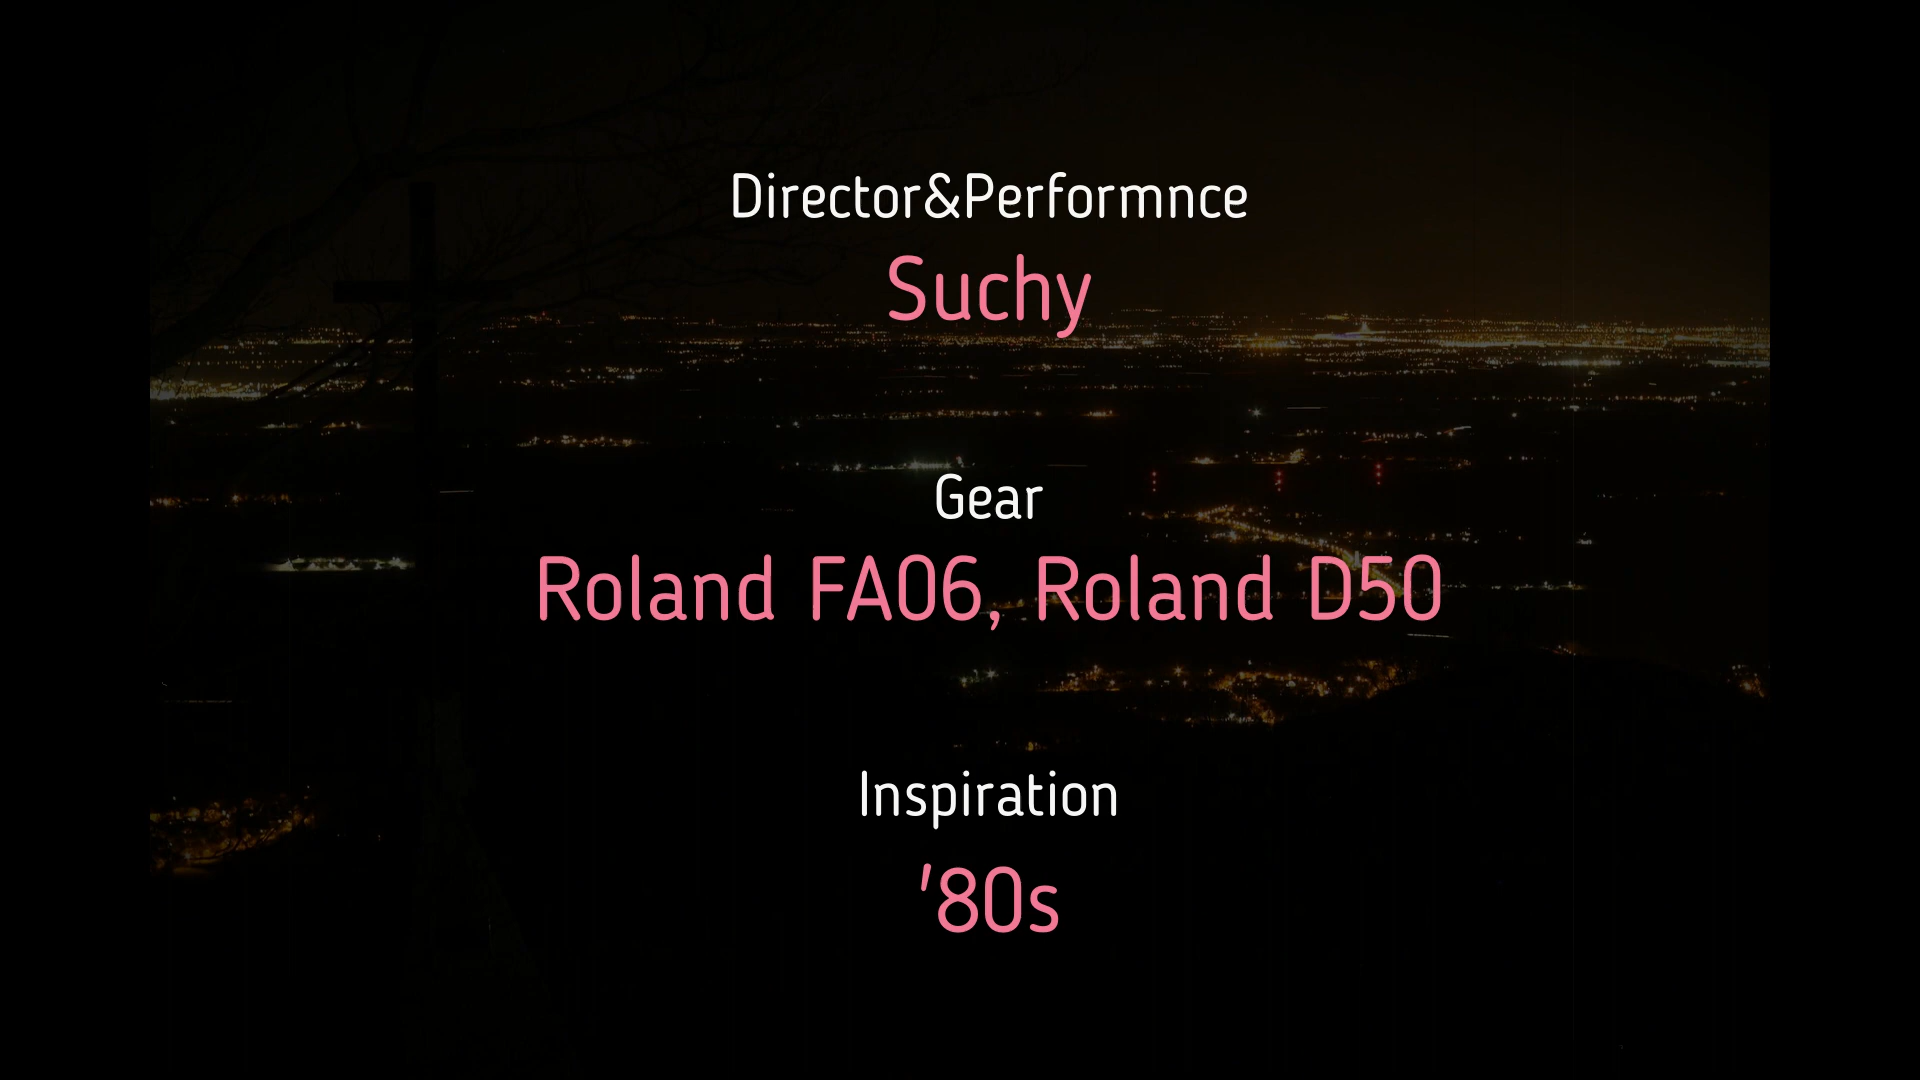 Director&Performnce
Suchy
Gear
Roland FA06, Roland D50
Inspiration
'80s